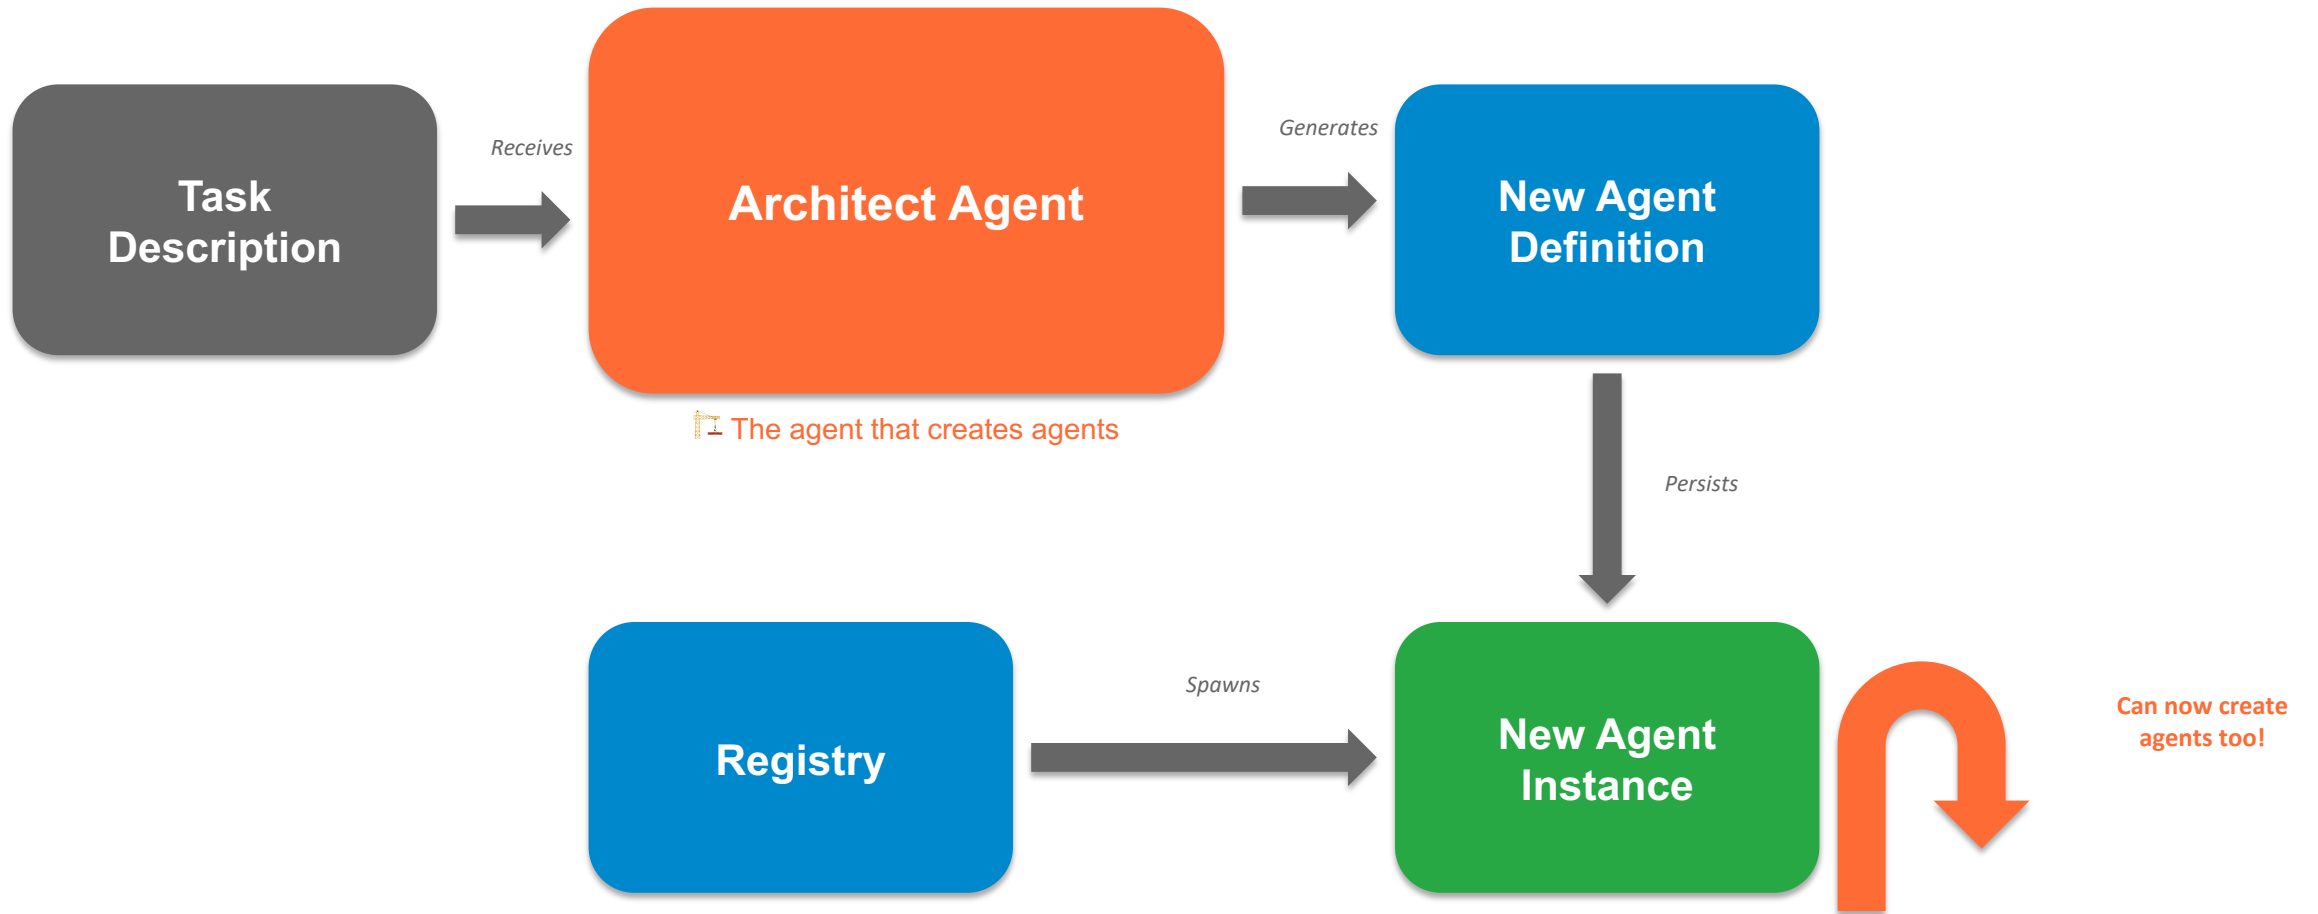 Task
Description
Receives
Architect Agent
Generates
New Agent
Definition
🏗️ The agent that creates agents
Persists
Registry
Spawns
New Agent
Instance
Can now create
agents too!